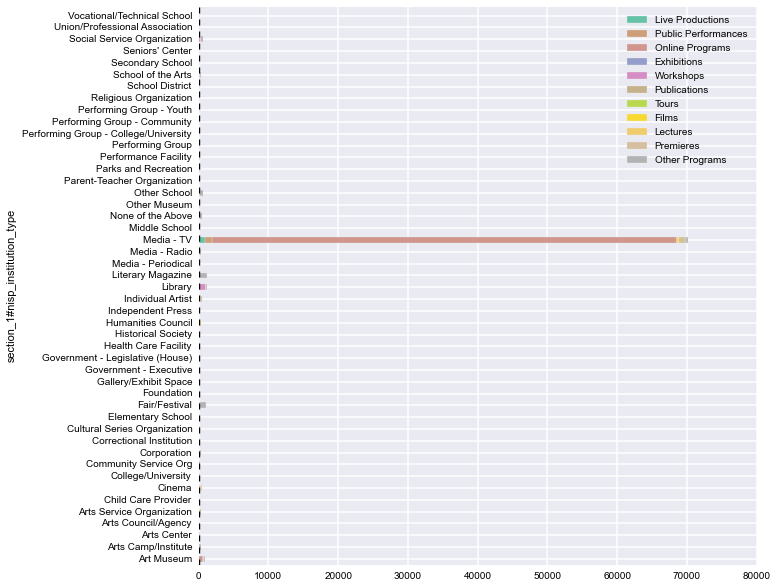 Vocational/Technical School
Union/Professional Association
Social Service Organization
Seniors' Center
Secondary School
School of the Arts
School District
Religious Organization
Performing Group - Youth
Performing Group - Community
Performing Group - College/University
Performing Group
Performance Facility
Parks and Recreation
Parent-Teacher Organization
Other School
Other Museum
None of the Above
Middle School
Media - TV
Media - Radio
Media - Periodical
Literary Magazine
Library
Individual Artist
Independent Press
Humanities Council
Historical Society
Health Care Facility
Government - Legislative (House)
Government - Executive
Gallery/Exhibit Space
Foundation
Fair/Festival
Elementary School
Cultural Series Organization
Correctional Institution
Corporation
Community Service Org
College/University
Cinema
Child Care Provider
Arts Service Organization
Arts Council/Agency
Arts Center
Arts Camp/Institute
Art Museum
section_1#nisp_institution_type
0 10000 20000 30000 40000 50000 60000 70000 80000
Live Productions
Public Performances
Online Programs
Exhibitions
Workshops
Publications
Tours
Films
Lectures
Premieres
Other Programs